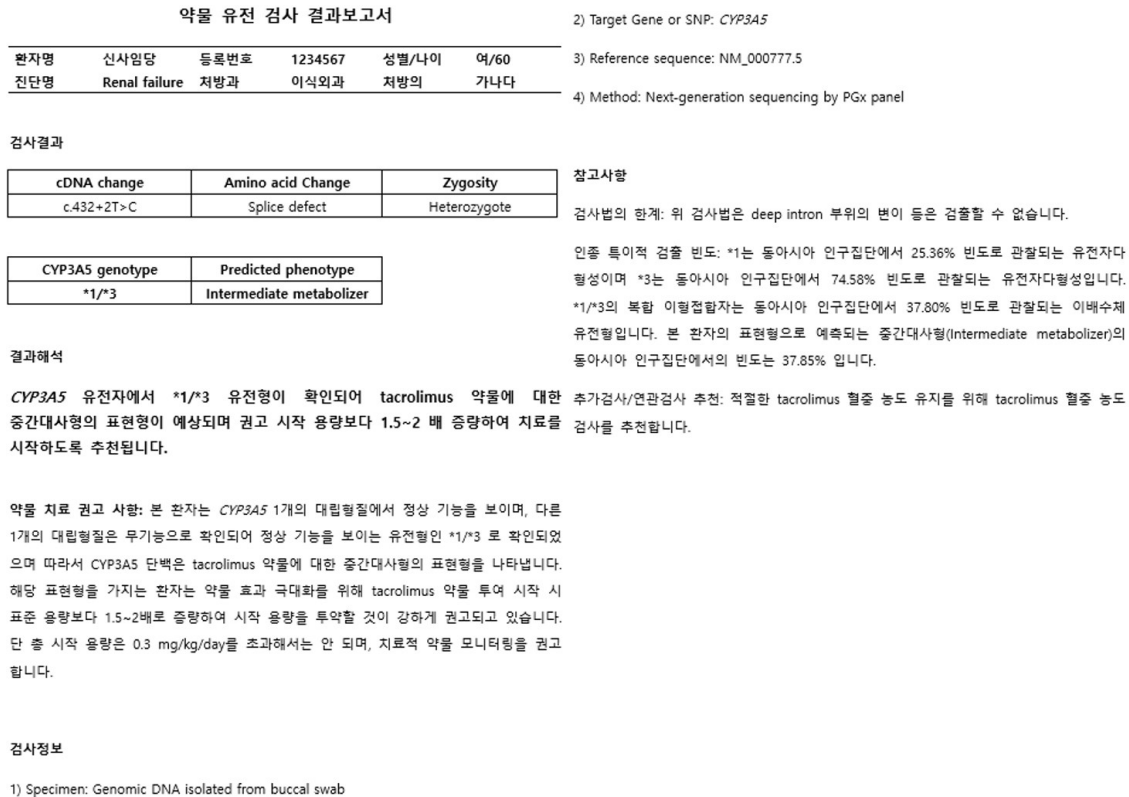 약물 유전 검사 결과보고서
환자명 신사임당 등록번호 1234567 성별/나이 여/60
진단명 Renal failure 처방과 이식외과 처방의 가나다
검사결과
cDNA change Amino acid Change Zygosity
c.432+2T>C Splice defect Heterozygote
CYP3A5 genotype Predicted phenotype
*1/*3 Intermediate metabolizer
결과해석
CYP3A5 유전자에서 *1/*3 유전형이 확인되어 tacrolimus 약물에 대한
중간대사형의 표현형이 예상되며 권고 시작 용량보다 1.5~2 배 증량하여 치료를
시작하도록 추천됩니다.
약물 치료 권고 사항: 본 환자는 CYP3A5 1개의 대립형질에서 정상 기능을 보이며, 다른
1개의 대립형질은 무기능으로 확인되어 정상 기능을 보이는 유전형인 *1/*3 로 확인되었
으며 따라서 CYP3A5 단백은 tacrolimus 약물에 대한 중간대사형의 표현형을 나타냅니다.
해당 표현형을 가지는 환자는 약물 효과 극대화를 위해 tacrolimus 약물 투여 시작 시
표준 용량보다 1.5~2배로 증량하여 시작 용량을 투약할 것이 강하게 권고되고 있습니다.
단 총 시작 용량은 0.3 mg/kg/day를 초과해서는 안 되며, 치료적 약물 모니터링을 권고
합니다.
검사정보
1) Specimen: Genomic DNA isolated from buccal swab
2) Target Gene or SNP: CYP3A5
3) Reference sequence: NM_000777.5
4) Method: Next-generation sequencing by PGx panel
참고사항
검사법의 한계: 위 검사법은 deep intron 부위의 변이 등은 검출할 수 없습니다.
인종 특이적 검출 빈도: *1는 동아시아 인구집단에서 25.36% 빈도로 관찰되는 유전자다
형성이며 *3는 동아시아 인구집단에서 74.58% 빈도로 관찰되는 유전자다형성입니다.
*1/*3의 복합 이형접합자는 동아시아 인구집단에서 37.80% 빈도로 관찰되는 이배수체
유전형입니다. 본 환자의 표현형으로 예측되는 중간대사형(Intermediate metabolizer)의
동아시아 인구집단에서의 빈도는 37.85% 입니다.
추가검사/연관검사 추천: 적절한 tacrolimus 혈중 농도 유지를 위해 tacrolimus 혈중 농도
검사를 추천합니다.